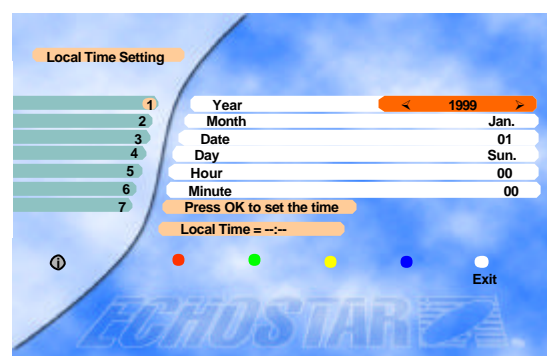 Local Time Setting
1 Year < 1999 >
2 Month Jan.
3 Date 01
4 Day Sun.
5 Hour 00
6 Minute 00
7 Press OK to set the time
Local Time = --:--
i
Exit
ECHOSTAR